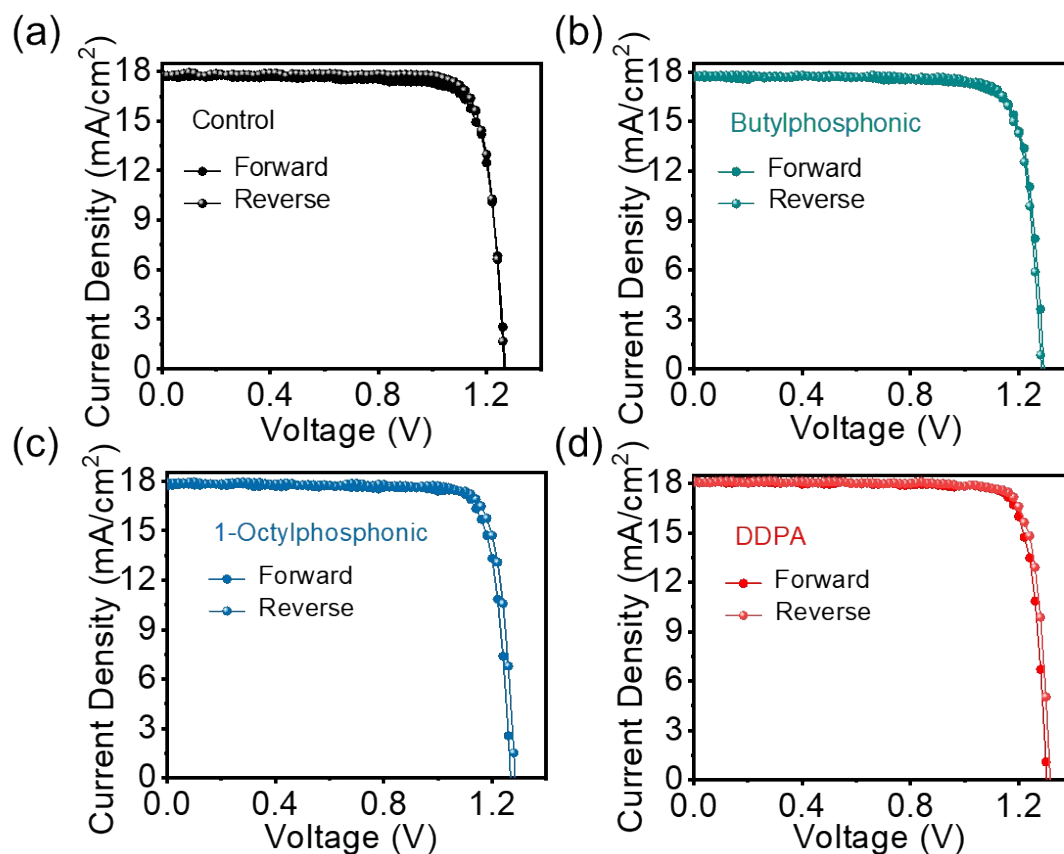 (a)
Current Density (mA/cm²)
18
15
12
9
6
3
0
Control
Forward
Reverse
0.0 0.4 0.8 1.2
Voltage (V)
(b)
Current Density (mA/cm²)
18
15
12
9
6
3
0
Butylphosphonic
Forward
Reverse
0.0 0.4 0.8 1.2
Voltage (V)
(c)
Current Density (mA/cm²)
18
15
12
9
6
3
0
1-Octylphosphonic
Forward
Reverse
0.0 0.4 0.8 1.2
Voltage (V)
(d)
Current Density (mA/cm²)
18
15
12
9
6
3
0
DDPA
Forward
Reverse
0.0 0.4 0.8 1.2
Voltage (V)